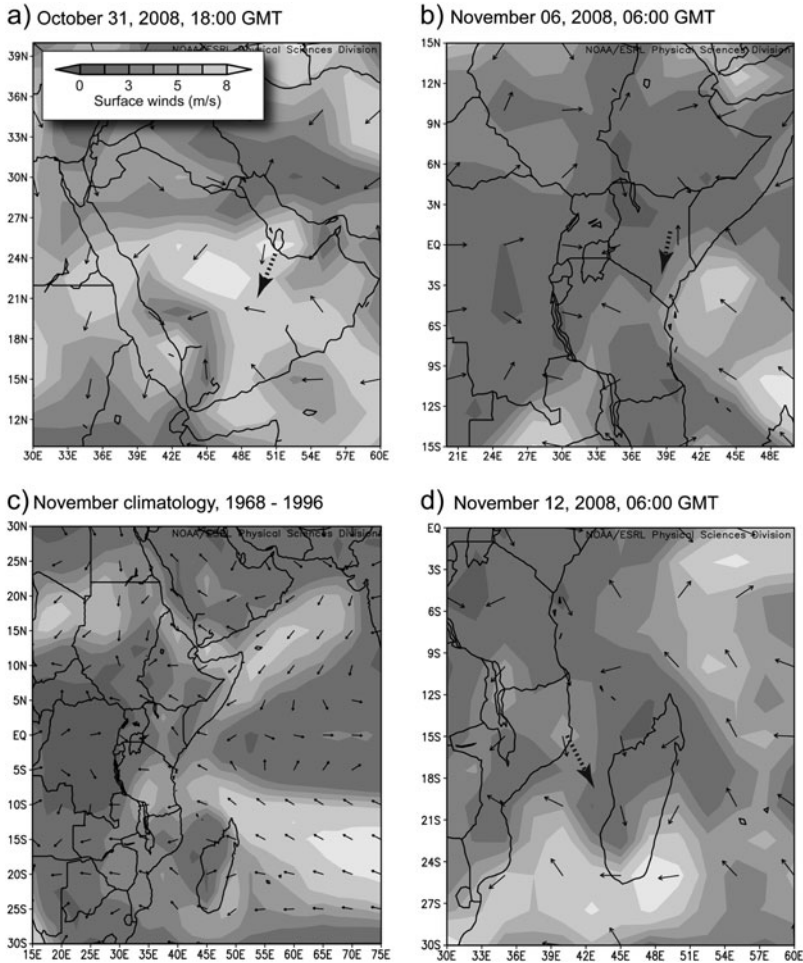 a) October 31, 2008, 18:00 GMT
NOAA/ESRL Physical Sciences Division
39N
36N
33N
30N
27N
24N
21N
18N
15N
12N
0 3 5 8
Surface winds (m/s)
30E 33E 36E 39E 42E 45E 48E 51E 54E 57E 60E
b) November 06, 2008, 06:00 GMT
NOAA/ESRL Physical Sciences Division
15N
12N
9N
6N
3N
EQ
3S
6S
9S
12S
15S
21E 24E 27E 30E 33E 36E 39E 42E 45E 48E
c) November climatology, 1968 - 1996
NOAA/ESRL Physical Sciences Division
30N
25N
20N
15N
10N
5N
EQ
5S
10S
15S
20S
25S
30S
15E 20E 25E 30E 35E 40E 45E 50E 55E 60E 65E 70E 75E
d) November 12, 2008, 06:00 GMT
NOAA/ESRL Physical Sciences Division
EQ
3S
6S
9S
12S
15S
18S
21S
24S
27S
30S
30E 33E 36E 39E 42E 45E 48E 51E 54E 57E 60E